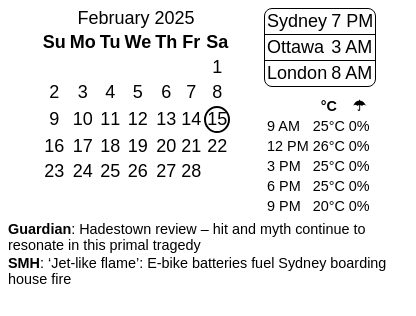 February 2025
Su Mo Tu We Th Fr Sa
1
2 3 4 5 6 7 8
9 10 11 12 13 14 15
16 17 18 19 20 21 22
23 24 25 26 27 28
Sydney 7 PM
Ottawa 3 AM
London 8 AM
°C ☂
9 AM 25°C 0%
12 PM 26°C 0%
3 PM 25°C 0%
6 PM 25°C 0%
9 PM 20°C 0%
Guardian: Hadestown review – hit and myth continue to
resonate in this primal tragedy
SMH: ‘Jet-like flame’: E-bike batteries fuel Sydney boarding
house fire